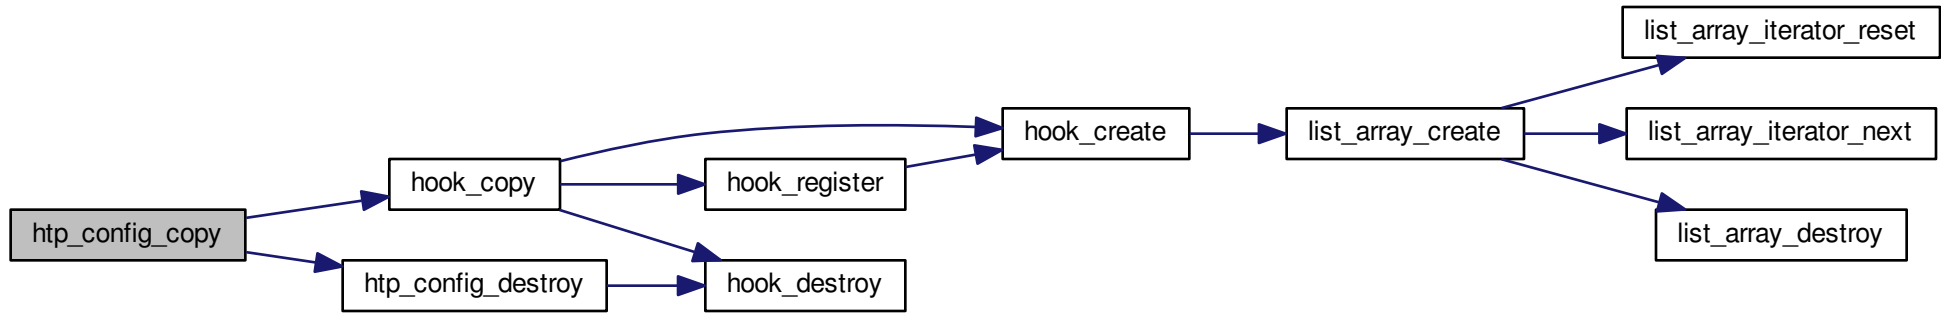 htp_config_copy
hook_copy
htp_config_destroy
hook_register
hook_destroy
hook_create
list_array_create
list_array_iterator_reset
list_array_iterator_next
list_array_destroy